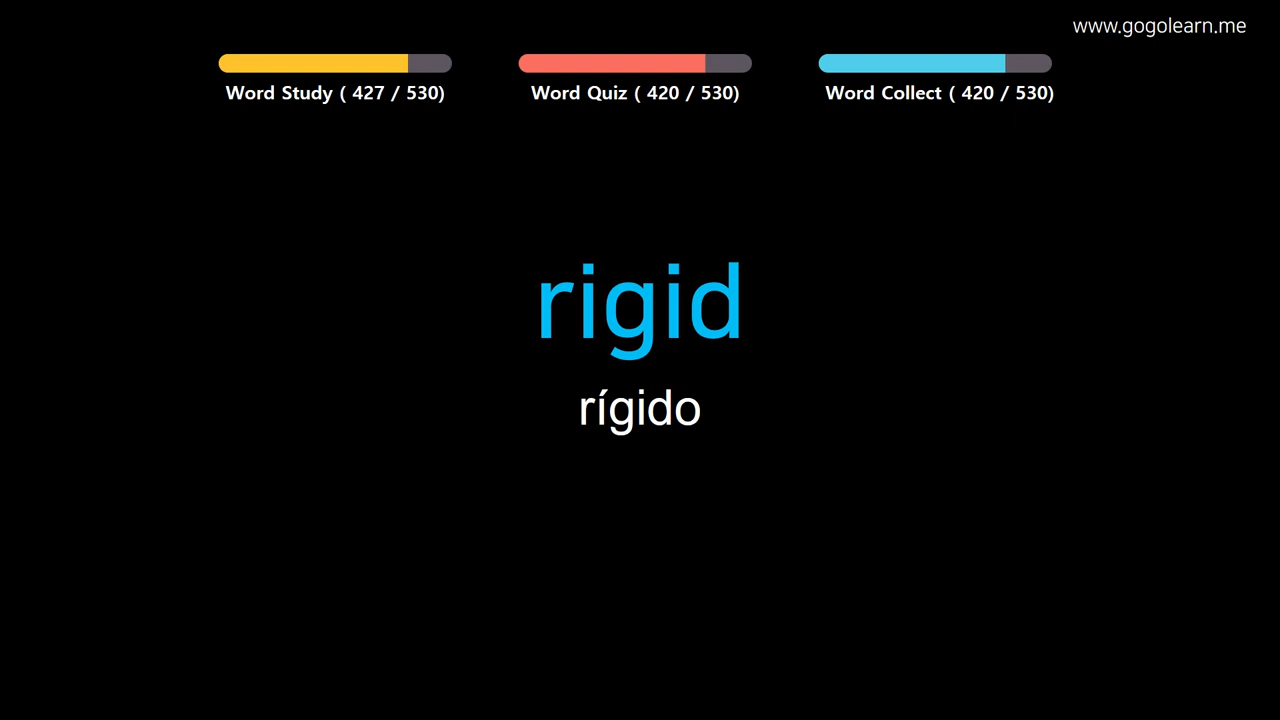 www.gogolearn.me
Word Study ( 427 / 530)
Word Quiz ( 420 / 530)
Word Collect ( 420 / 530)
rigid
rígido